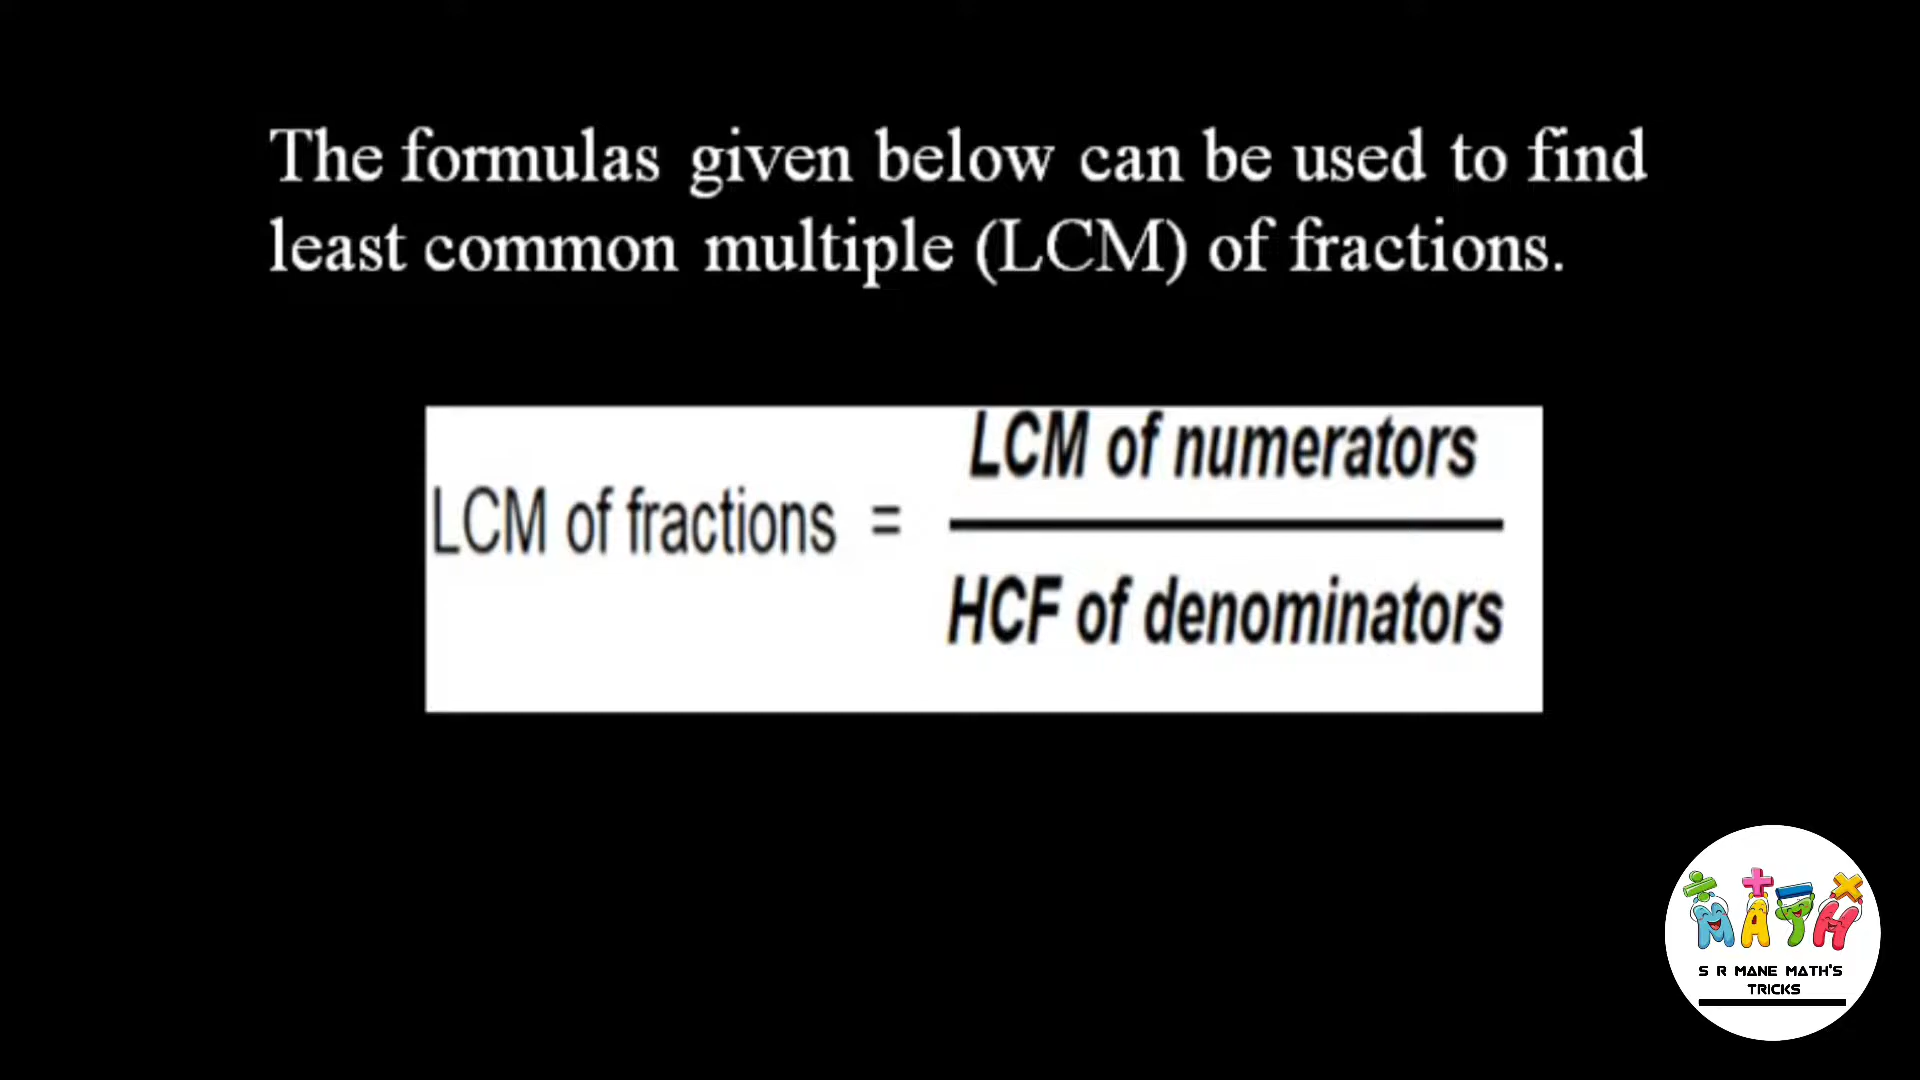 The formulas given below can be used to find
least common multiple (LCM) of fractions.
LCM of numerators
LCM of fractions =
HCF of denominators
MATH
S R MANE MATH'S
TRICKS